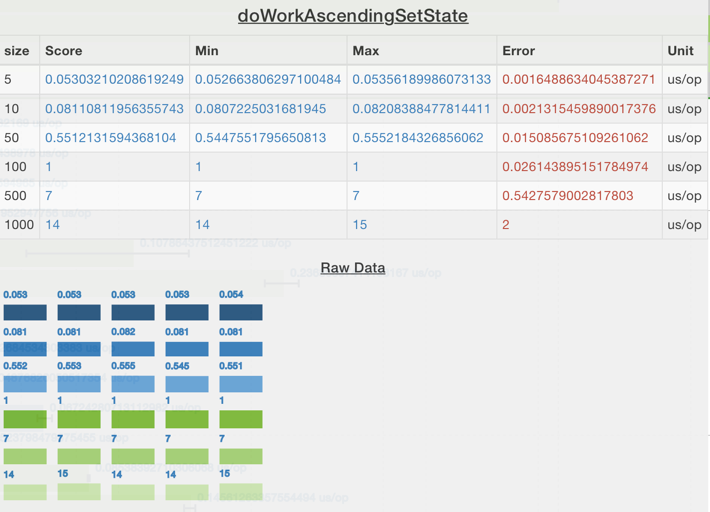 doWorkAscendingSetState
size Score Min Max Error Unit
5 0.05303210208619249 0.052663806297100484 0.05356189986073133 0.0016488634045387271 us/op
10 0.08110811956355743 0.0807225031681945 0.08208388477814411 0.0021315459890017376 us/op
50 0.5512131594368104 0.5447551795650813 0.5552184326856062 0.015085675109261062 us/op
100 1 1 1 0.026143895151784974 us/op
500 7 7 7 0.5427579002817803 us/op
1000 14 14 15 2 us/op
Raw Data
0.053 0.053 0.053 0.053 0.054
0.081 0.081 0.082 0.081 0.081
0.552 0.553 0.555 0.545 0.551
1 1 1 1 1
7 7 7 7 7
14 15 14 14 15